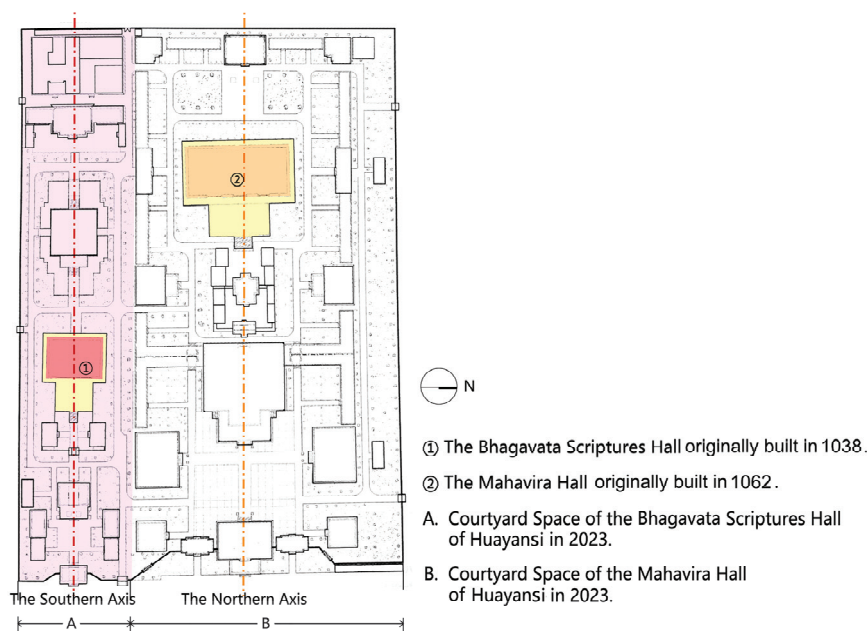 ②
①
N
① The Bhagavata Scriptures Hall originally built in 1038.
② The Mahavira Hall originally built in 1062.
A. Courtyard Space of the Bhagavata Scriptures Hall
of Huayansi in 2023.
B. Courtyard Space of the Mahavira Hall
of Huayansi in 2023.
The Southern Axis
The Northern Axis
A
B